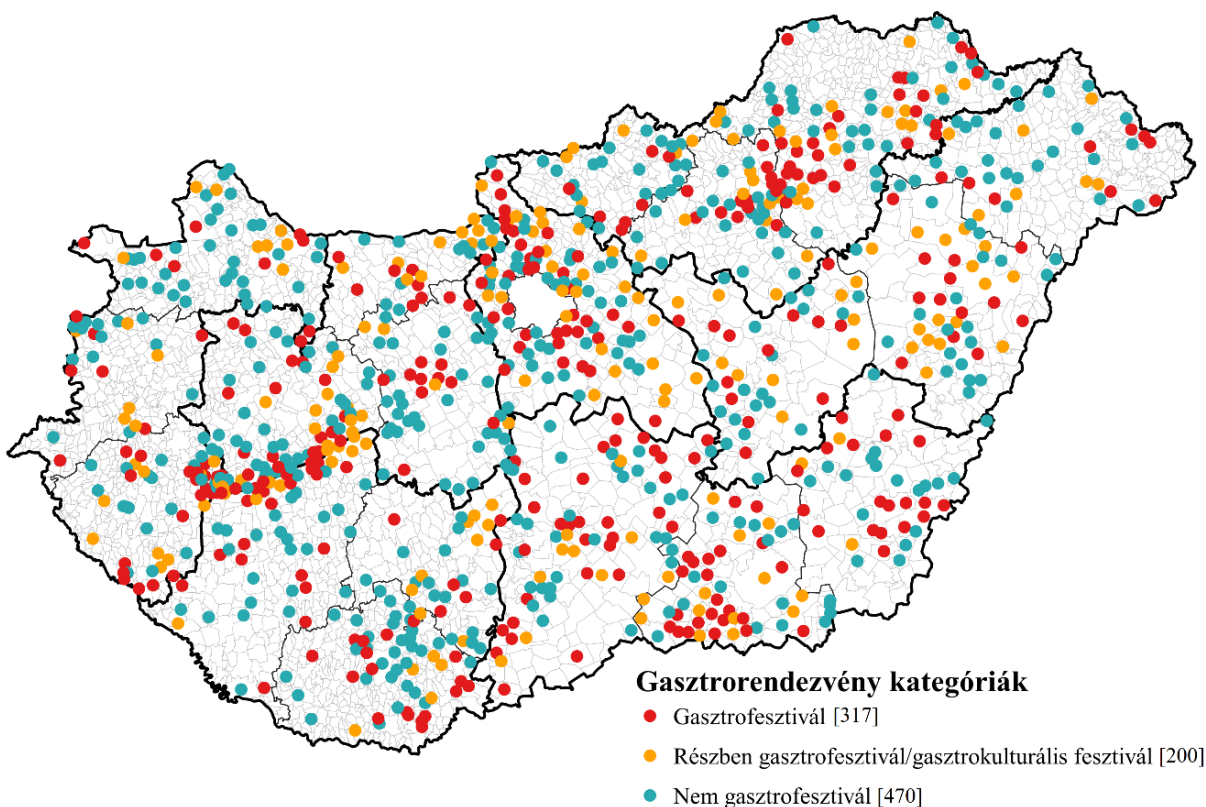 Gasztrorendezvény kategóriák
Gasztrofesztivál [317]
Részben gasztrofesztivál/gasztrokulturális fesztivál [200]
Nem gasztrofesztivál [470]